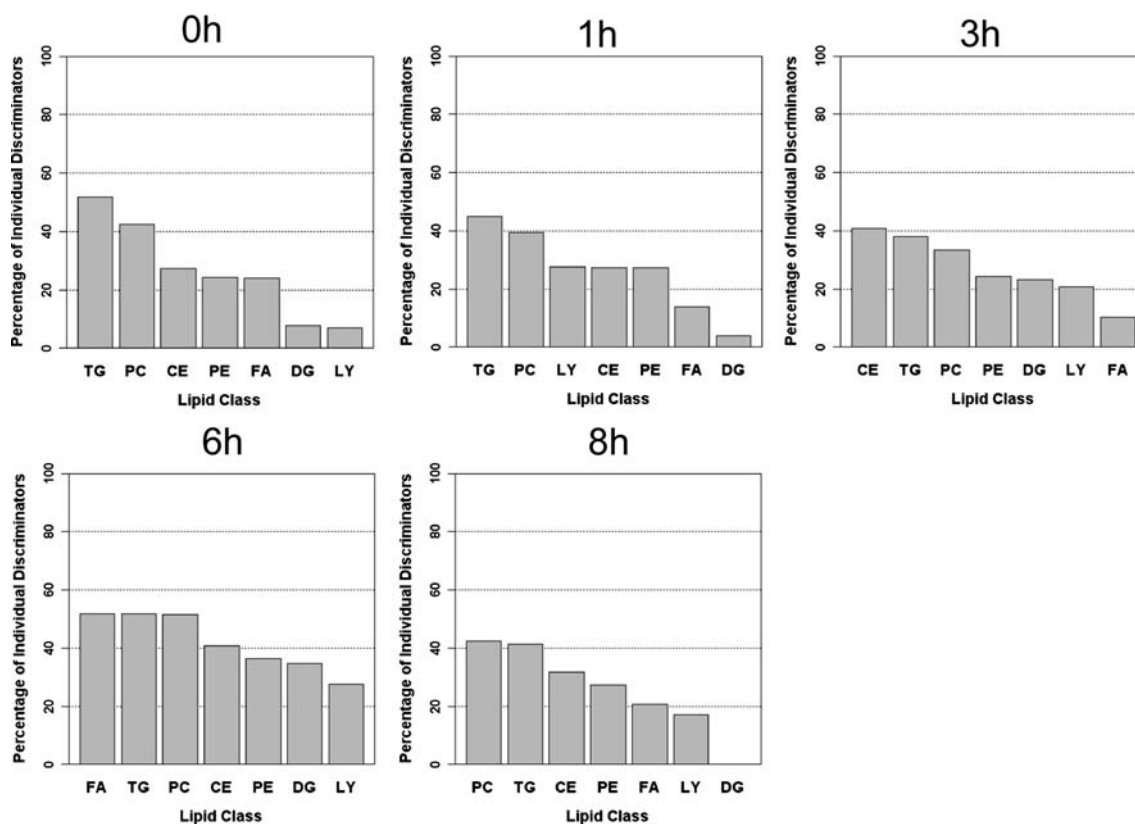 0h
Percentage of Individual Discriminators
100
80
60
40
20
0
TG PC CE PE FA DG LY
Lipid Class
1h
Percentage of Individual Discriminators
100
80
60
40
20
0
TG PC LY CE PE FA DG
Lipid Class
3h
Percentage of Individual Discriminators
100
80
60
40
20
0
CE TG PC PE DG LY FA
Lipid Class
6h
Percentage of Individual Discriminators
100
80
60
40
20
0
FA TG PC CE PE DG LY
Lipid Class
8h
Percentage of Individual Discriminators
100
80
60
40
20
0
PC TG CE PE FA LY DG
Lipid Class